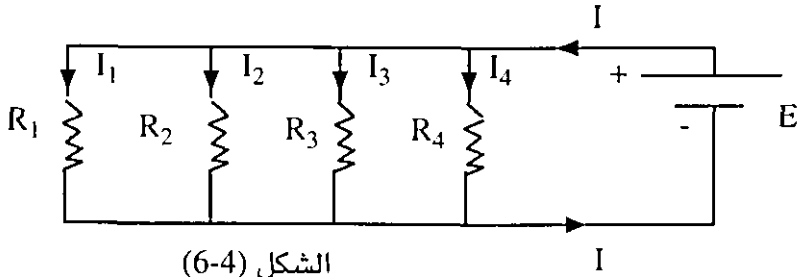 I
I₁ I₂ I₃ I₄ +
R₁ R₂ R₃ R₄ - E
الشكل (4-6) I